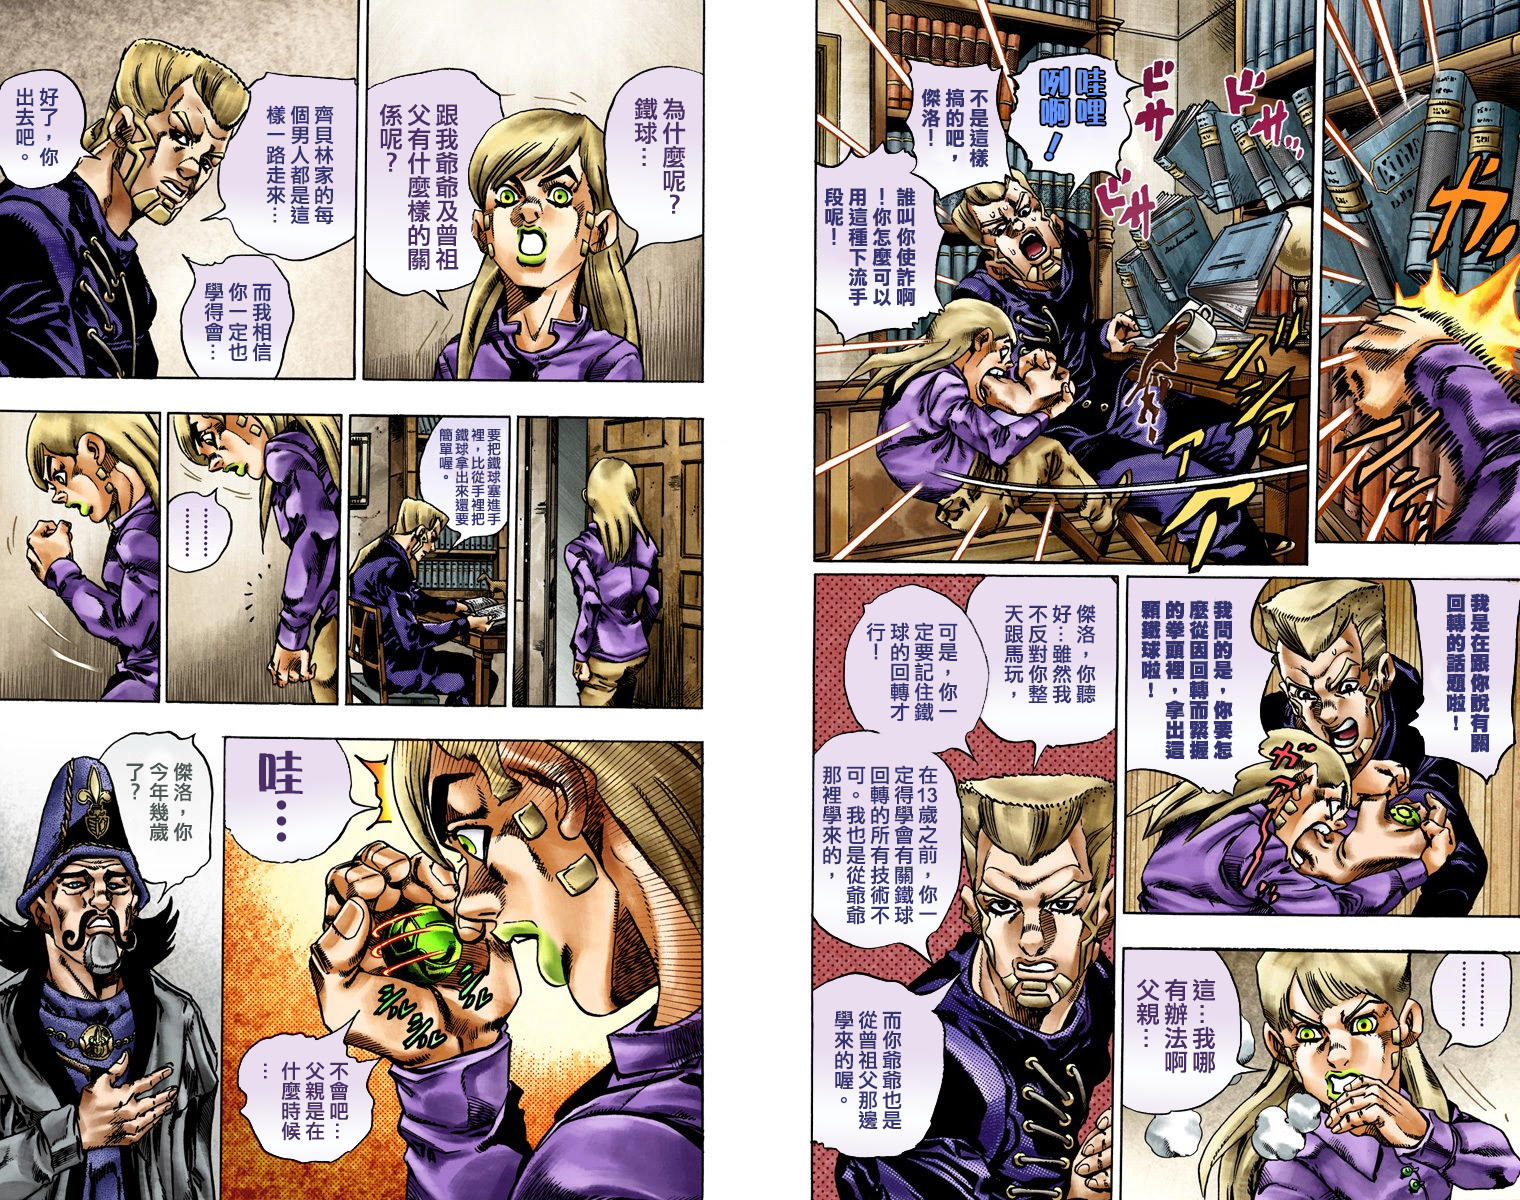 ドサ
ドサッ
ドサ
ガン
ガシィ
哇哩
咧啊！
不是這樣
搞的吧，
傑洛！
誰叫你使詐啊
！你怎麼可以
用這種下流手
段呢！
我是在跟你說有關
回轉的話題啦！
我問的是，你要怎
麼從因回轉而緊握
的拳頭裡，拿出這
顆鐵球啦！
傑洛，你聽
好…雖然我
不反對你整
天跟馬玩，
可是，你一
定要記住鐵
球的回轉才
行！
在13歲之前，你一
定得學會有關鐵球
回轉的所有技術不
可。我也是從爺爺
那裡學來的，
而你爺爺也是
從曾祖父那邊
學來的喔。
…………
這…我哪
有辦法啊
父親…
為什麼呢？
鐵球…
跟我爺爺及曾祖
父有什麼樣的關
係呢？
齊貝林家的每
個男人都是這
樣一路走來…
而我相信
你一定也
學得會…
好了，你
出去吧。
要把鐵球塞進手
裡，比從手裡把
鐵球拿出來還要
簡單喔。
…………
哇…
不會吧…
父親是在
什麼時候
…
傑洛，你
今年幾歲
了？